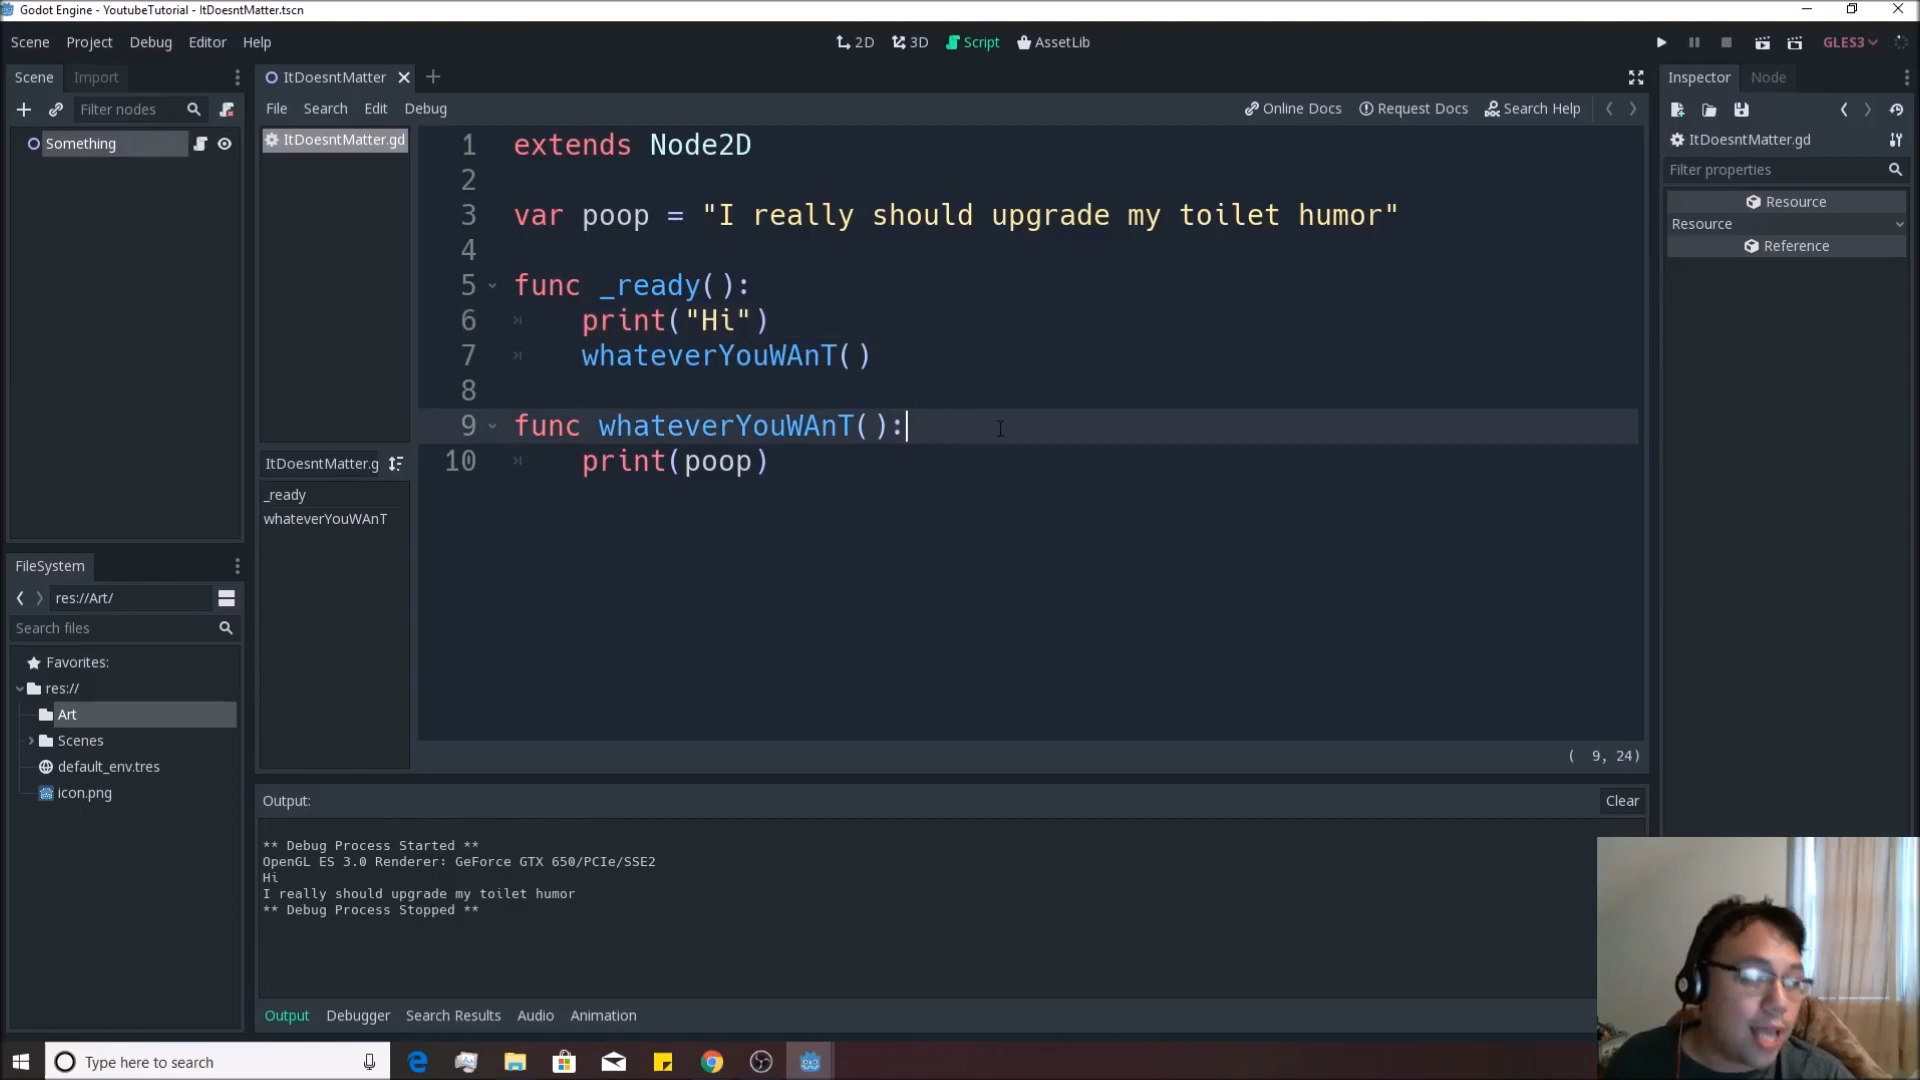 Godot Engine - YoutubeTutorial - ItDoesntMatter.tscn
Scene Project Debug Editor Help
2D 3D Script AssetLib
GLES3
Scene Import
ItDoesntMatter
Inspector Node
Filter nodes
File Search Edit Debug
Online Docs Request Docs Search Help
Something
ItDoesntMatter.gd
ItDoesntMatter.gd
Filter properties
Resource
Resource
Reference
1 extends Node2D
2
3 var poop = "I really should upgrade my toilet humor"
4
5 func _ready():
6 print("Hi")
7 whateverYouWAnT()
8
9 func whateverYouWAnT():
10 print(poop)
ItDoesntMatter.g
_ready
whateverYouWAnT
( 9, 24)
FileSystem
res://Art/
Search files
Favorites:
res://
Art
Scenes
default_env.tres
icon.png
Output:
Clear
** Debug Process Started **
OpenGL ES 3.0 Renderer: GeForce GTX 650/PCIe/SSE2
Hi
I really should upgrade my toilet humor
** Debug Process Stopped **
Output Debugger Search Results Audio Animation
Type here to search